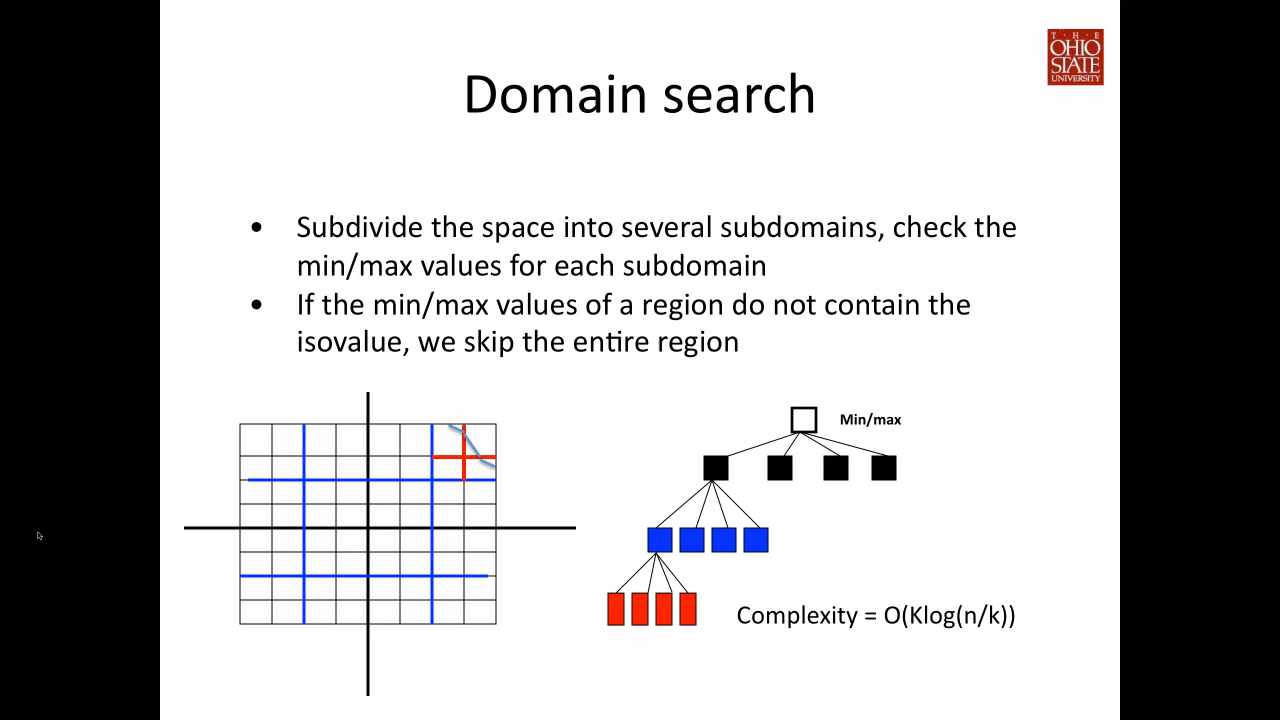 T · H · E
OHIO
STATE
UNIVERSITY
Domain search
• Subdivide the space into several subdomains, check the
min/max values for each subdomain
• If the min/max values of a region do not contain the
isovalue, we skip the entire region
Min/max
Complexity = O(Klog(n/k))